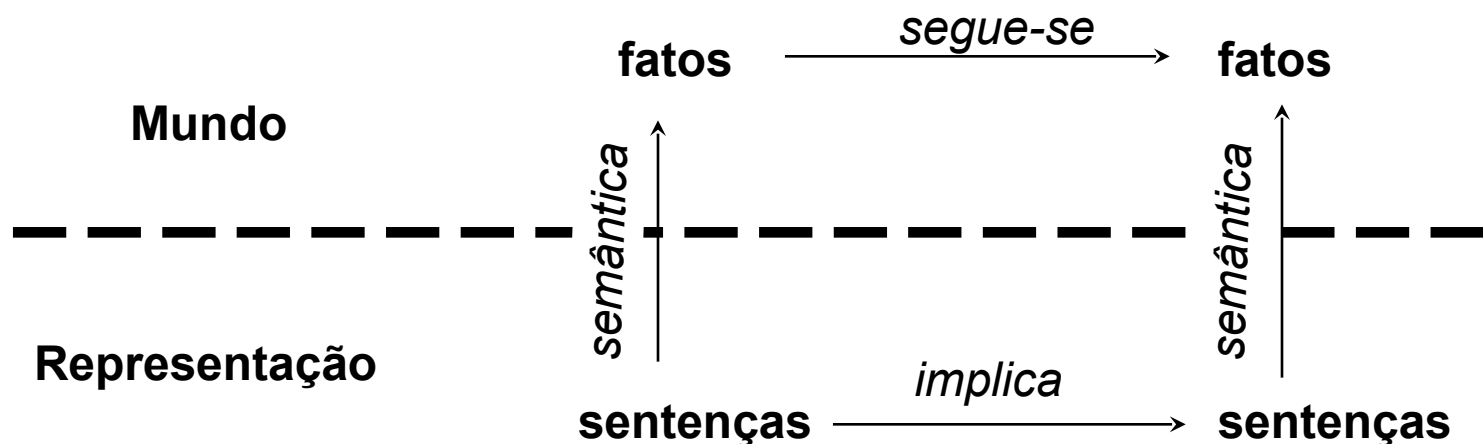 segue-se
fatos
fatos
Mundo
semântica
semântica
Representação
implica
sentenças
sentenças